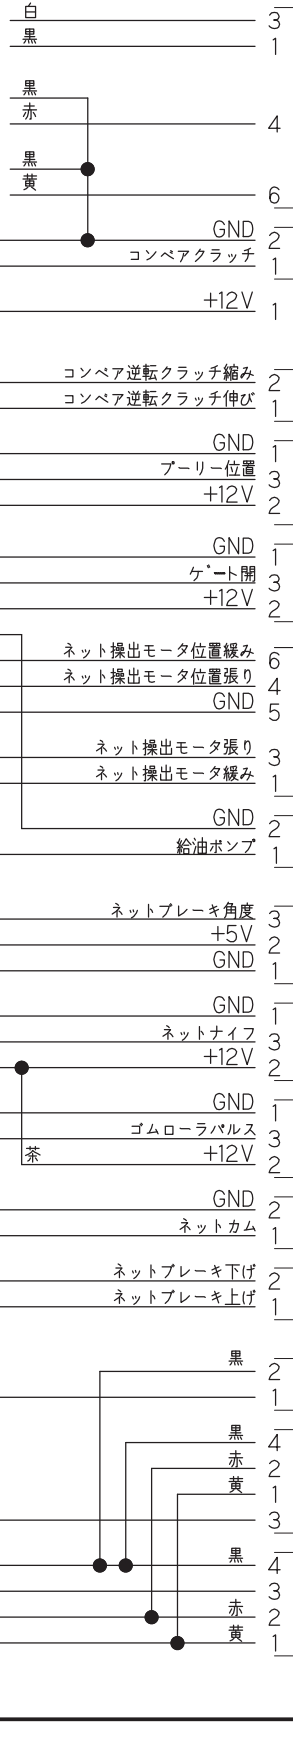 白 3
黒 1
黒
赤 4
黒
黄 6
GND 2
コンベアクラッチ 1
+12V 1
コンベア逆転クラッチ縮み 2
コンベア逆転クラッチ伸び 1
GND 1
プーリー位置 3
+12V 2
GND 1
ゲート開 3
+12V 2
ネット操出モータ位置緩み 6
ネット操出モータ位置張り 4
GND 5
ネット操出モータ張り 3
ネット操出モータ緩み 1
GND 2
給油ポンプ 1
ネットブレーキ角度 3
+5V 2
GND 1
GND 1
ネットナイフ 3
+12V 2
GND 1
ゴムローラパルス 3
茶 +12V 2
GND 2
ネットカム 1
ネットブレーキ下げ 2
ネットブレーキ上げ 1
黒 2
1
黒 4
赤 2
黄 1
3
黒 4
3
赤 2
黄 1